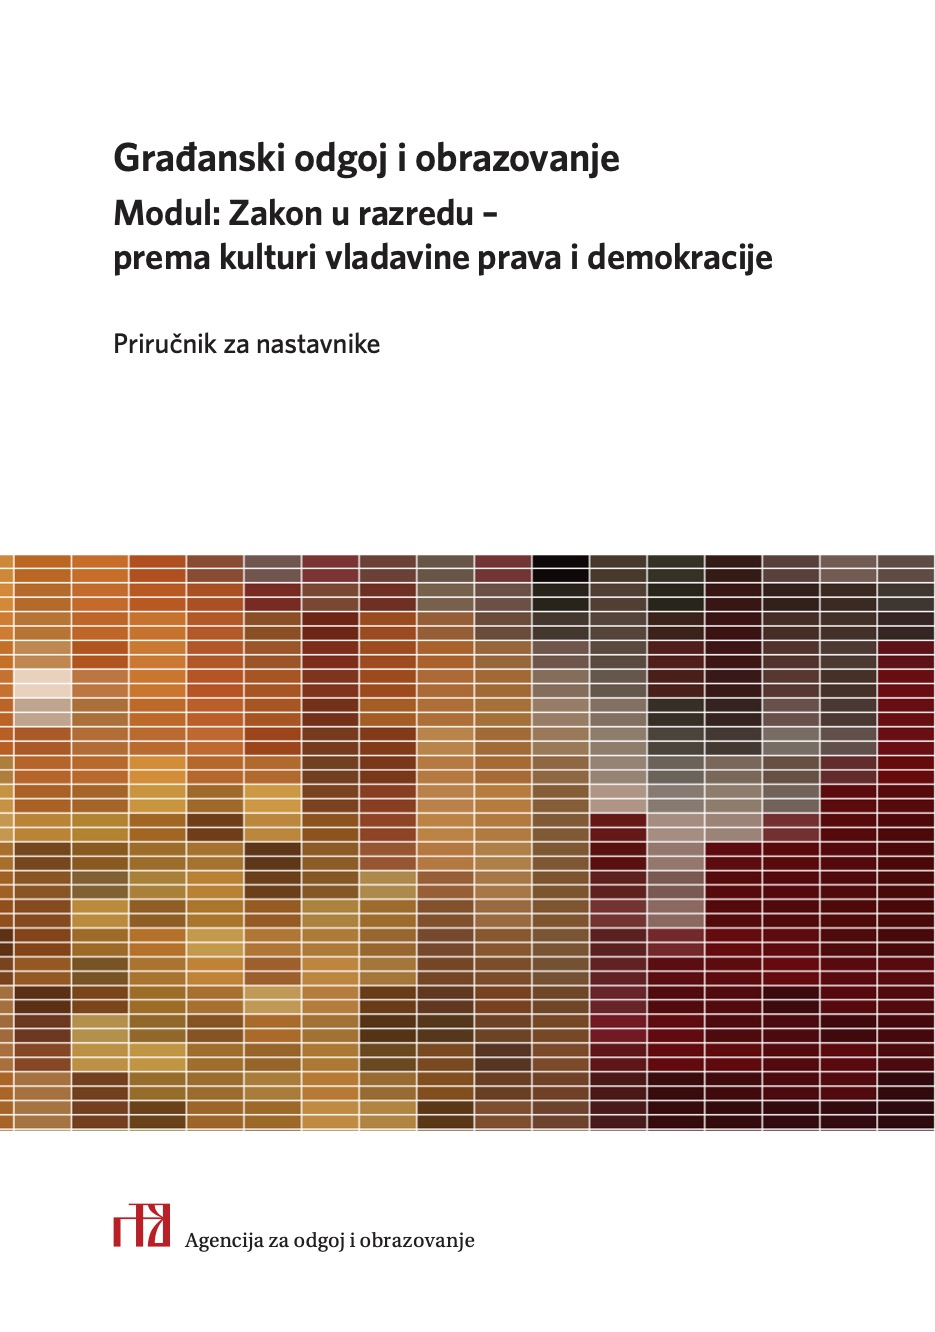 Građanski odgoj i obrazovanje
Modul: Zakon u razredu –
prema kulturi vladavine prava i demokracije
Priručnik za nastavnike
Agencija za odgoj i obrazovanje